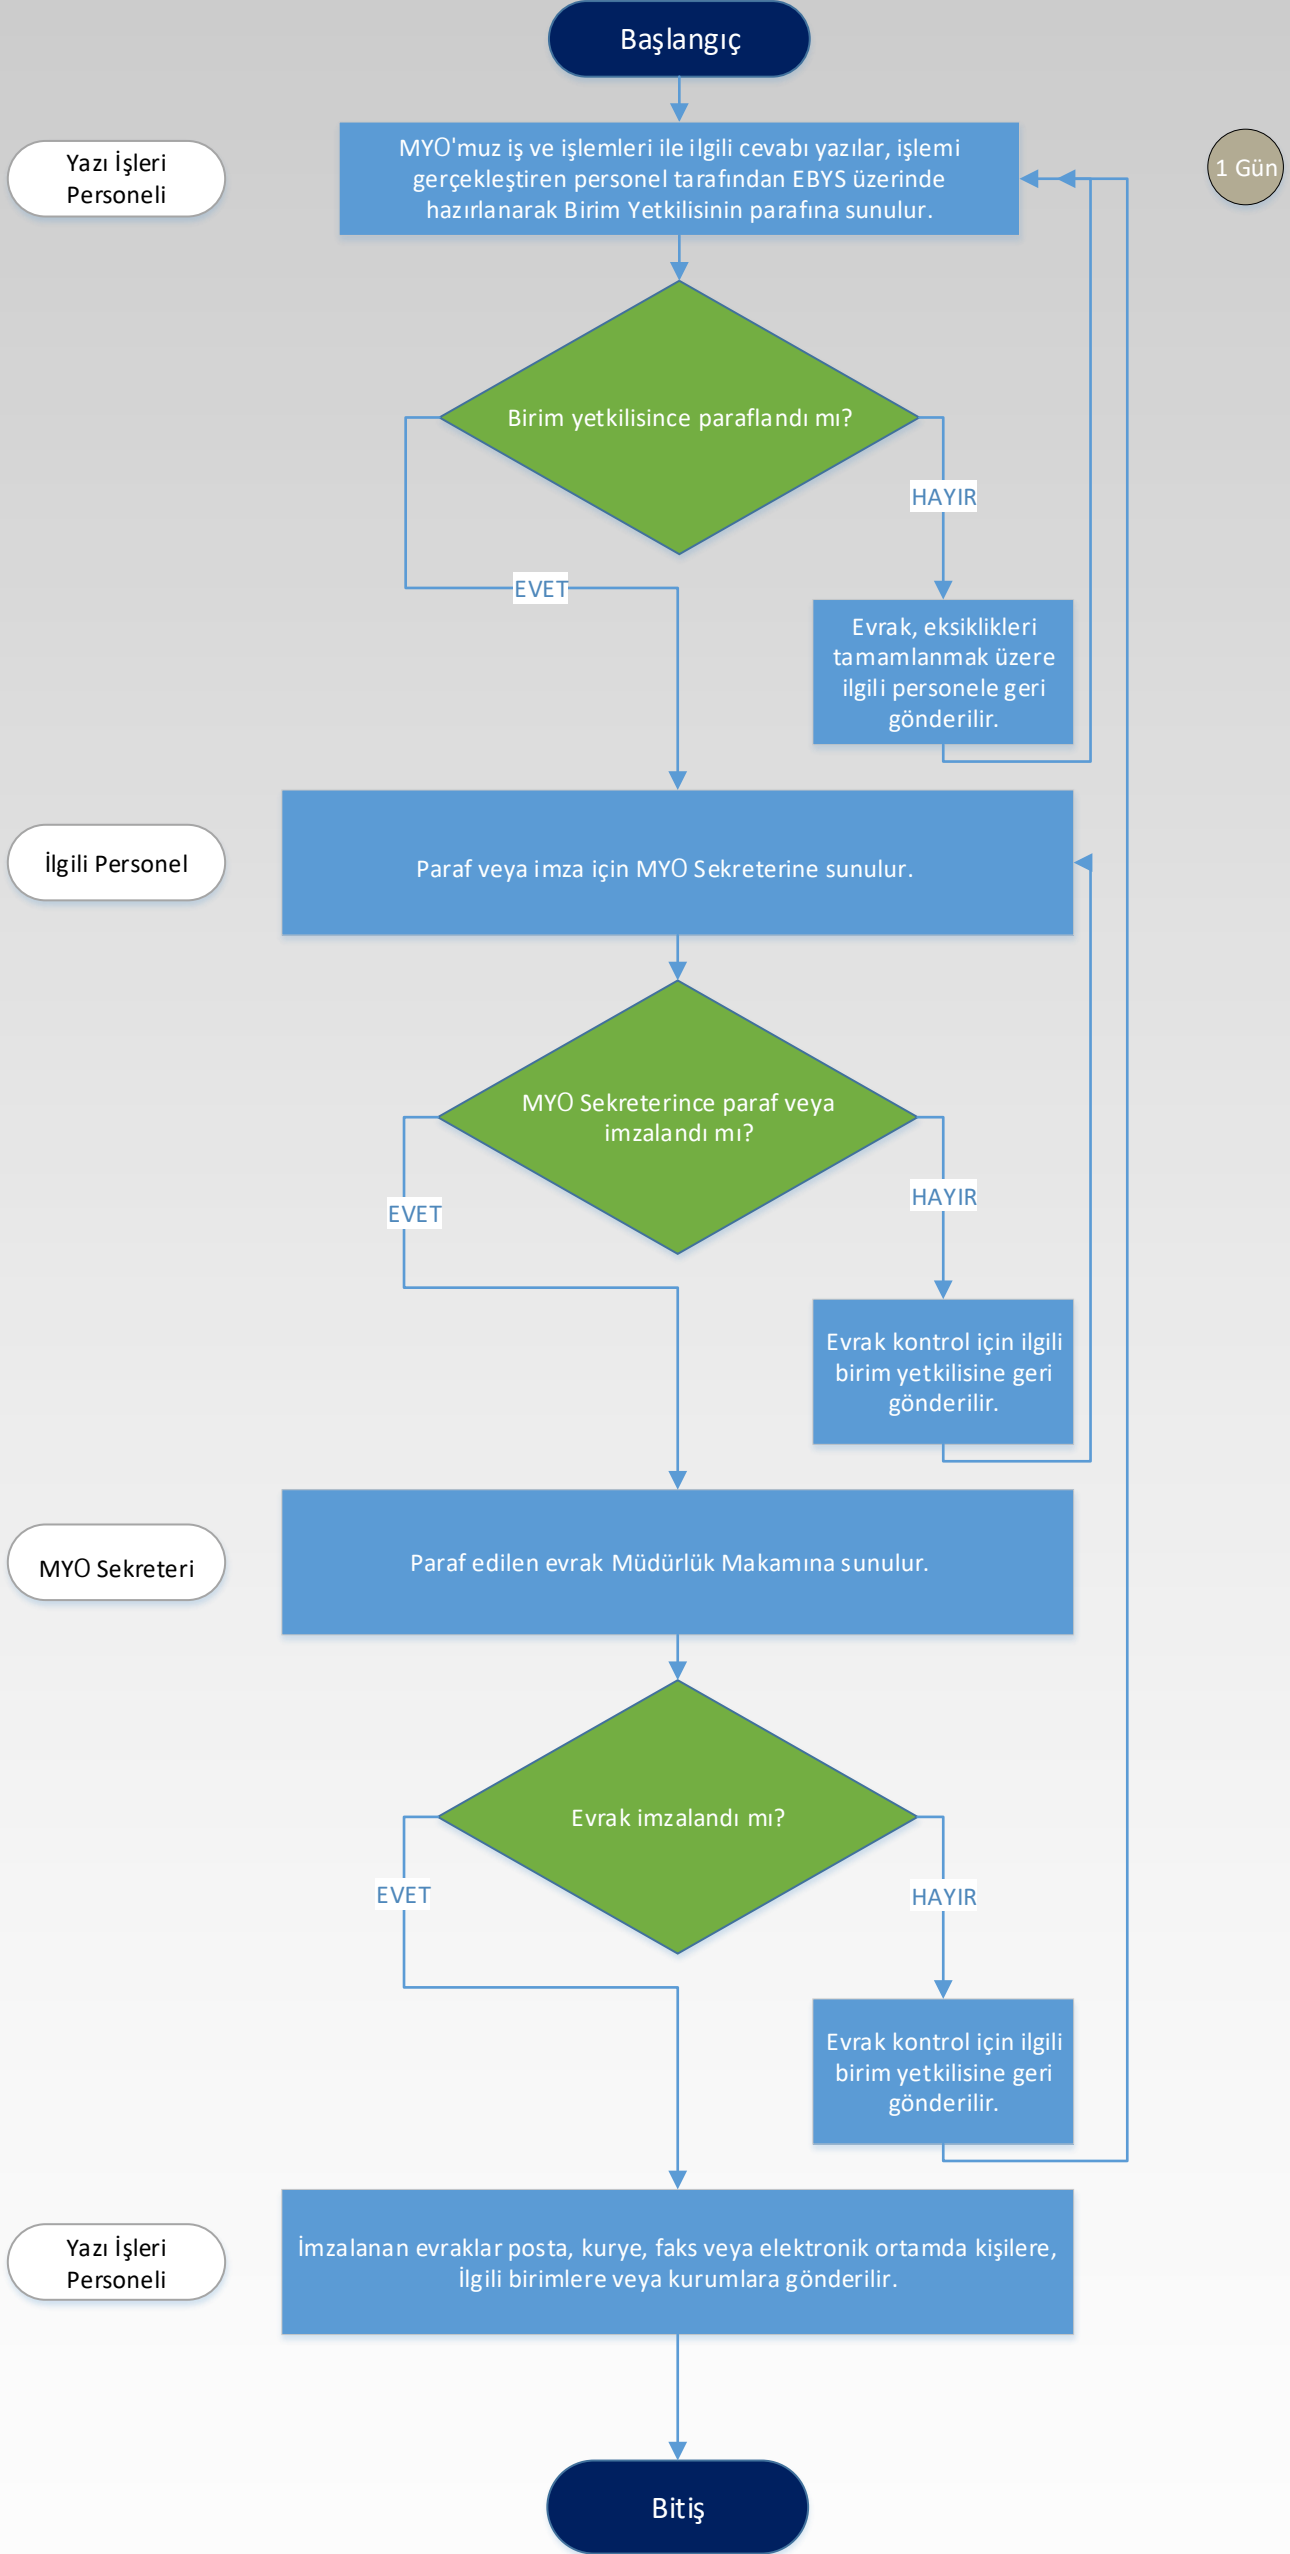 Başlangıç
Yazı İşleri
Personeli
MYO'muz iş ve işlemleri ile ilgili cevabı yazılar, işlemi
gerçekleştiren personel tarafından EBYS üzerinde
hazırlanarak Birim Yetkilisinin parafına sunulur.
1 Gün
Birim yetkilisince paraflandı mı?
HAYIR
EVET
Evrak, eksiklikleri
tamamlanmak üzere
ilgili personele geri
gönderilir.
İlgili Personel
Paraf veya imza için MYO Sekreterine sunulur.
MYO Sekreterince paraf veya
imzalandı mı?
HAYIR
EVET
Evrak kontrol için ilgili
birim yetkilisine geri
gönderilir.
MYO Sekreteri
Paraf edilen evrak Müdürlük Makamına sunulur.
Evrak imzalandı mı?
EVET
HAYIR
Evrak kontrol için ilgili
birim yetkilisine geri
gönderilir.
Yazı İşleri
Personeli
İmzalanan evraklar posta, kurye, faks veya elektronik ortamda kişilere,
İlgili birimlere veya kurumlara gönderilir.
Bitiş